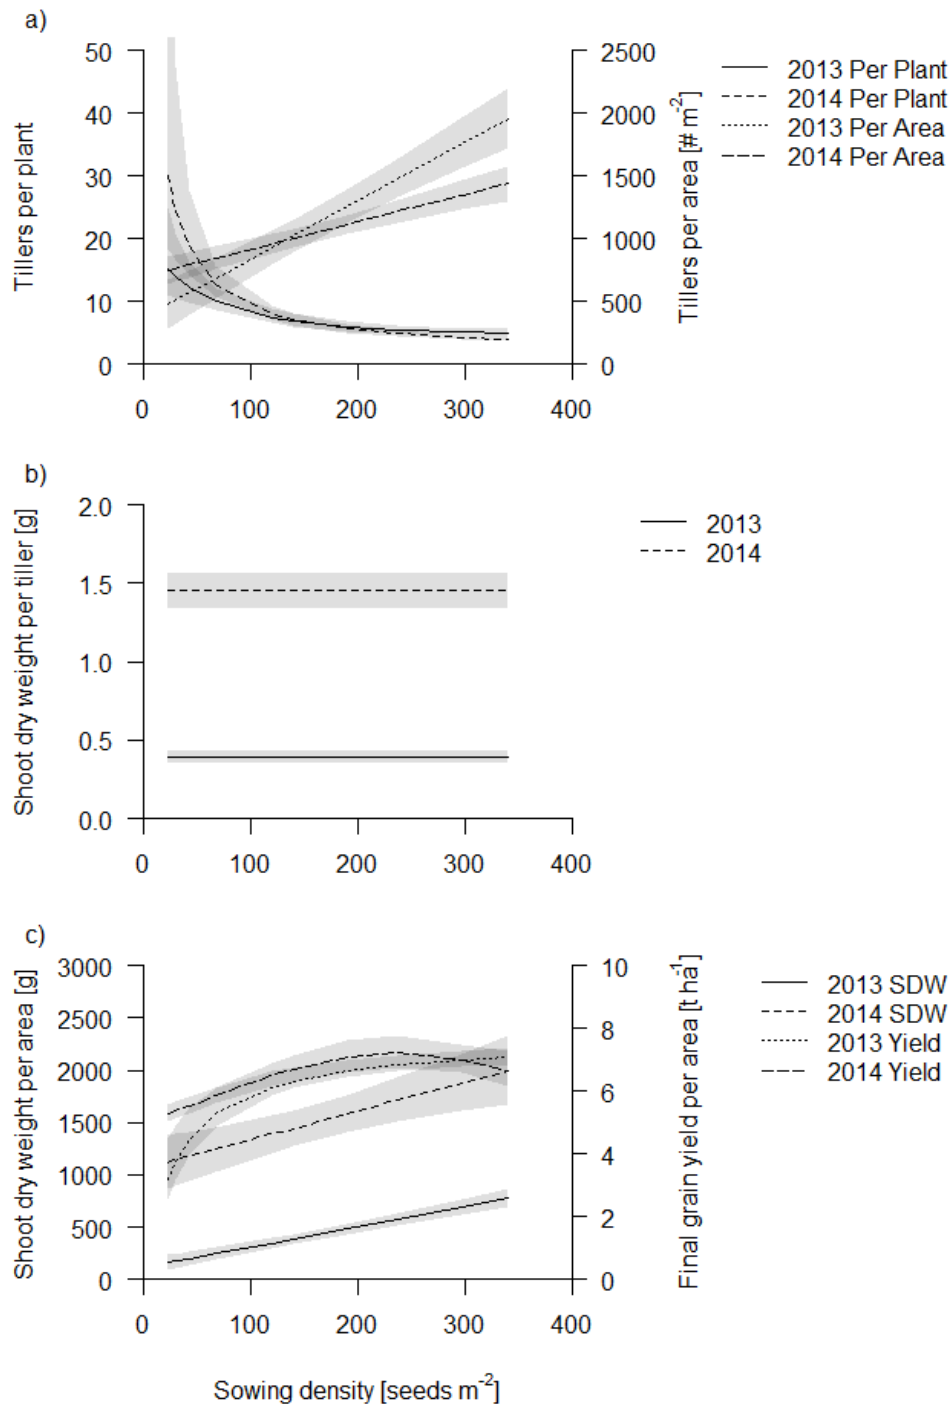 a)
50
40
30
20
10
0
Tillers per plant
2500
2000
1500
1000
500
0
Tillers per area [# m-2]
0 100 200 300 400
2013 Per Plant
2014 Per Plant
2013 Per Area
2014 Per Area
b)
2.0
1.5
1.0
0.5
0.0
Shoot dry weight per tiller [g]
0 100 200 300 400
2013
2014
c)
3000
2500
2000
1500
1000
500
0
Shoot dry weight per area [g]
10
8
6
4
2
0
Final grain yield per area [t ha-1]
0 100 200 300 400
2013 SDW
2014 SDW
2013 Yield
2014 Yield
Sowing density [seeds m-2]